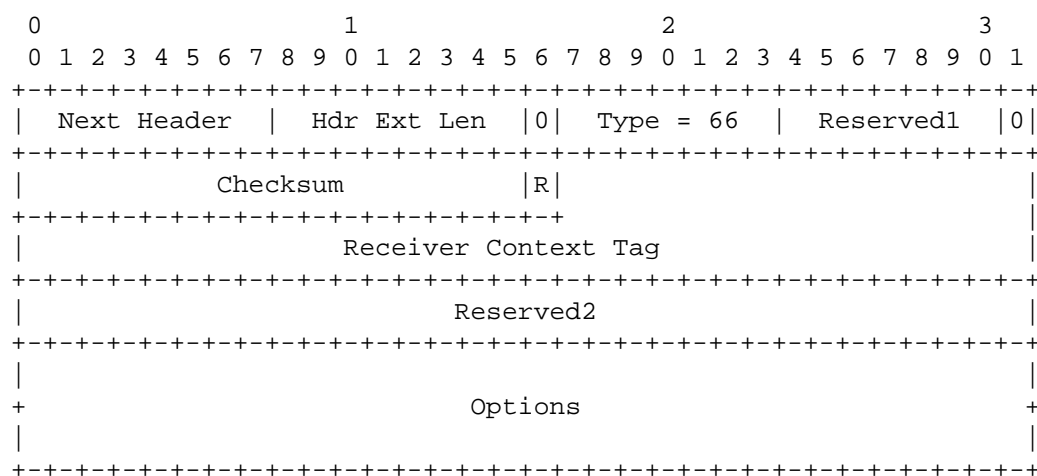 0                   1                   2                   3
 0 1 2 3 4 5 6 7 8 9 0 1 2 3 4 5 6 7 8 9 0 1 2 3 4 5 6 7 8 9 0 1
+-+-+-+-+-+-+-+-+-+-+-+-+-+-+-+-+-+-+-+-+-+-+-+-+-+-+-+-+-+-+-+-+
|  Next Header  |  Hdr Ext Len  |0|  Type = 66  |  Reserved1  |0|
+-+-+-+-+-+-+-+-+-+-+-+-+-+-+-+-+-+-+-+-+-+-+-+-+-+-+-+-+-+-+-+-+
|            Checksum           |R|                             |
+-+-+-+-+-+-+-+-+-+-+-+-+-+-+-+-+-+                             |
|                    Receiver Context Tag                       |
+-+-+-+-+-+-+-+-+-+-+-+-+-+-+-+-+-+-+-+-+-+-+-+-+-+-+-+-+-+-+-+-+
|                           Reserved2                           |
+-+-+-+-+-+-+-+-+-+-+-+-+-+-+-+-+-+-+-+-+-+-+-+-+-+-+-+-+-+-+-+-+
|                                                               |
+                            Options                            +
|                                                               |
+-+-+-+-+-+-+-+-+-+-+-+-+-+-+-+-+-+-+-+-+-+-+-+-+-+-+-+-+-+-+-+-+